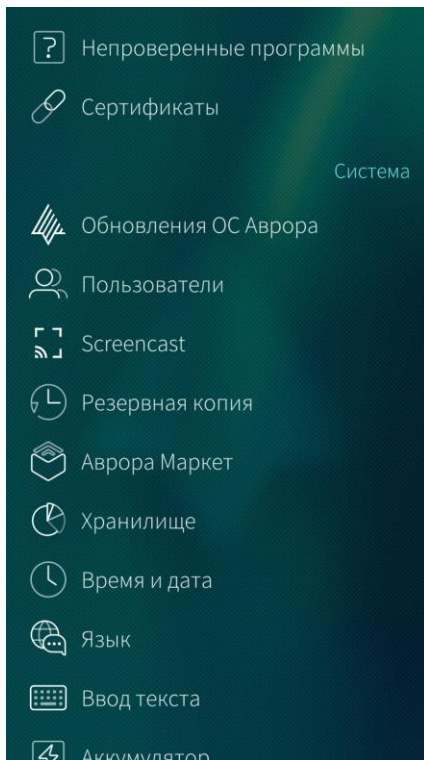 Непроверенные программы
Сертификаты
Система
Обновления ОС Аврора
Пользователи
Screencast
Резервная копия
Аврора Маркет
Хранилище
Время и дата
Язык
Ввод текста
Аккумулятор